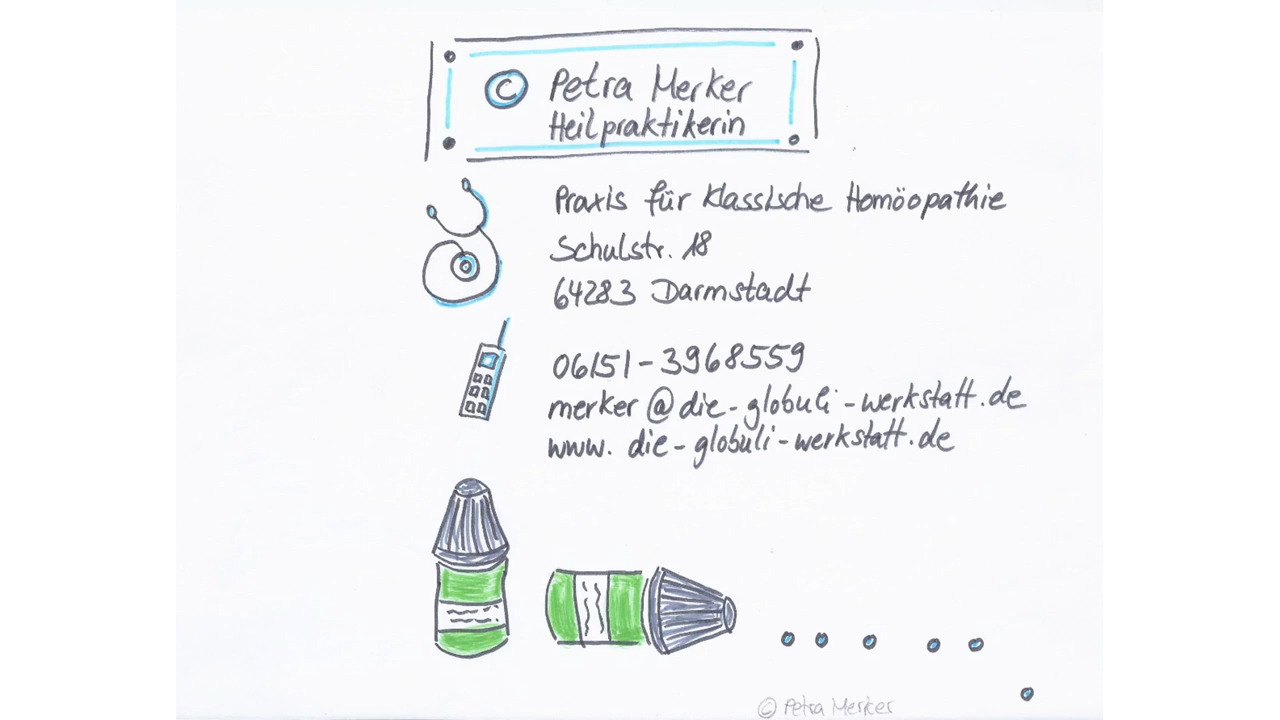 © Petra Merker
Heilpraktikerin
Praxis für Klassische Homöopathie
Schulstr. 18
64283 Darmstadt
06151-3968559
merker@die-globuli-werkstatt.de
www.die-globuli-werkstatt.de
© Petra Merker